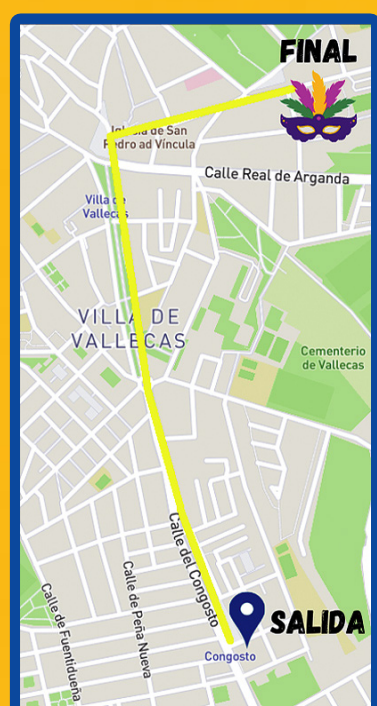 FINAL
Iglesia de San
Pedro ad Víncula
Calle Real de Arganda
Villa de
Vallecas
VILLA DE
VALLECAS
Cementerio
de Vallecas
Calle del Congosto
Calle de Peña Nueva
Calle de Fuentidueña
SALIDA
Congosto